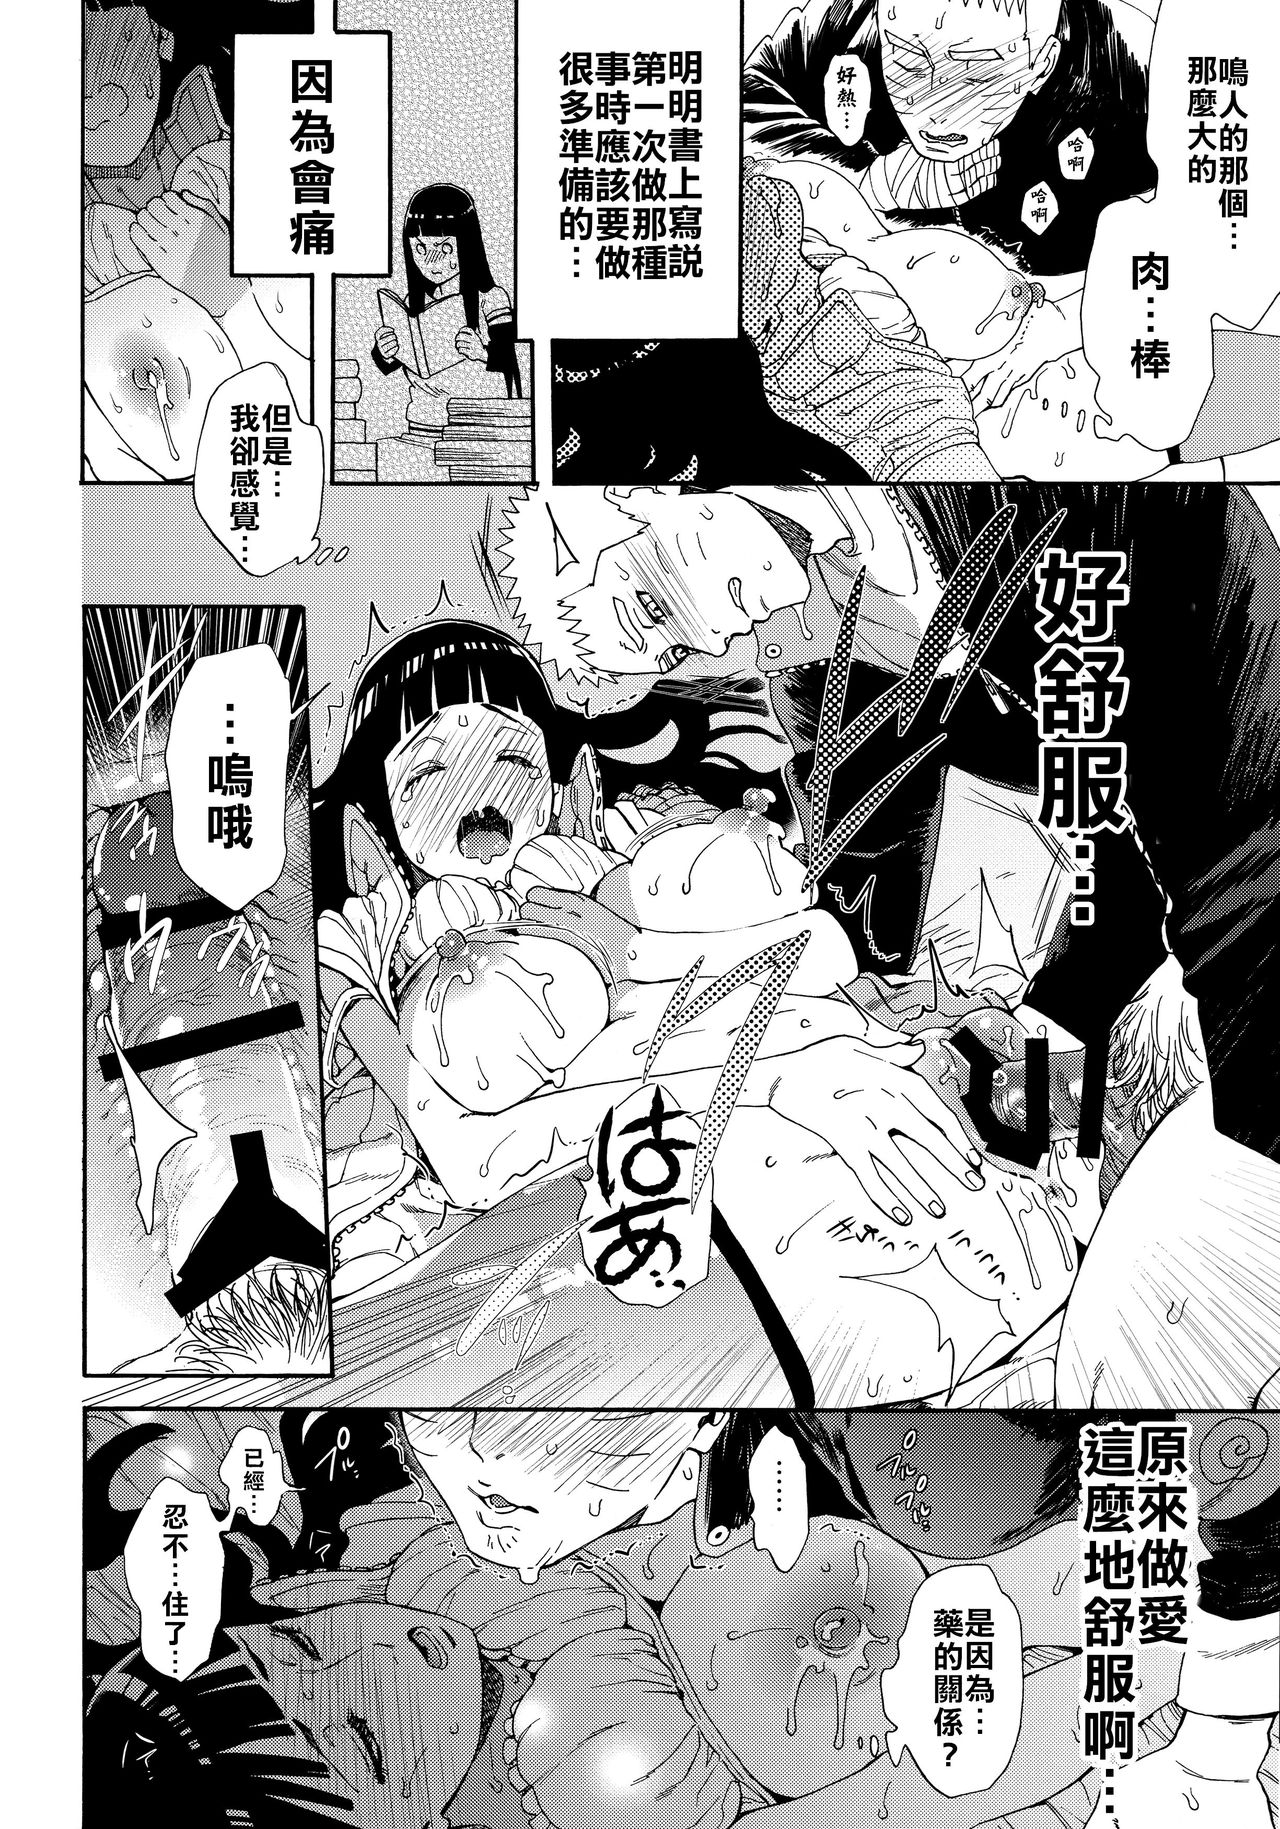 鳴人的那個…
那麼大的
肉…棒
好熱…
哈啊
哈啊
明明書上寫說
第一次做那種
事時應該要做
很多準備的…
因為會痛
但是…
我卻感覺…
好舒服……
…嗚哦
はあ…
原來做愛
這麼地舒服啊…
……
是因為…
藥的關係？
已經…
忍不…住了…